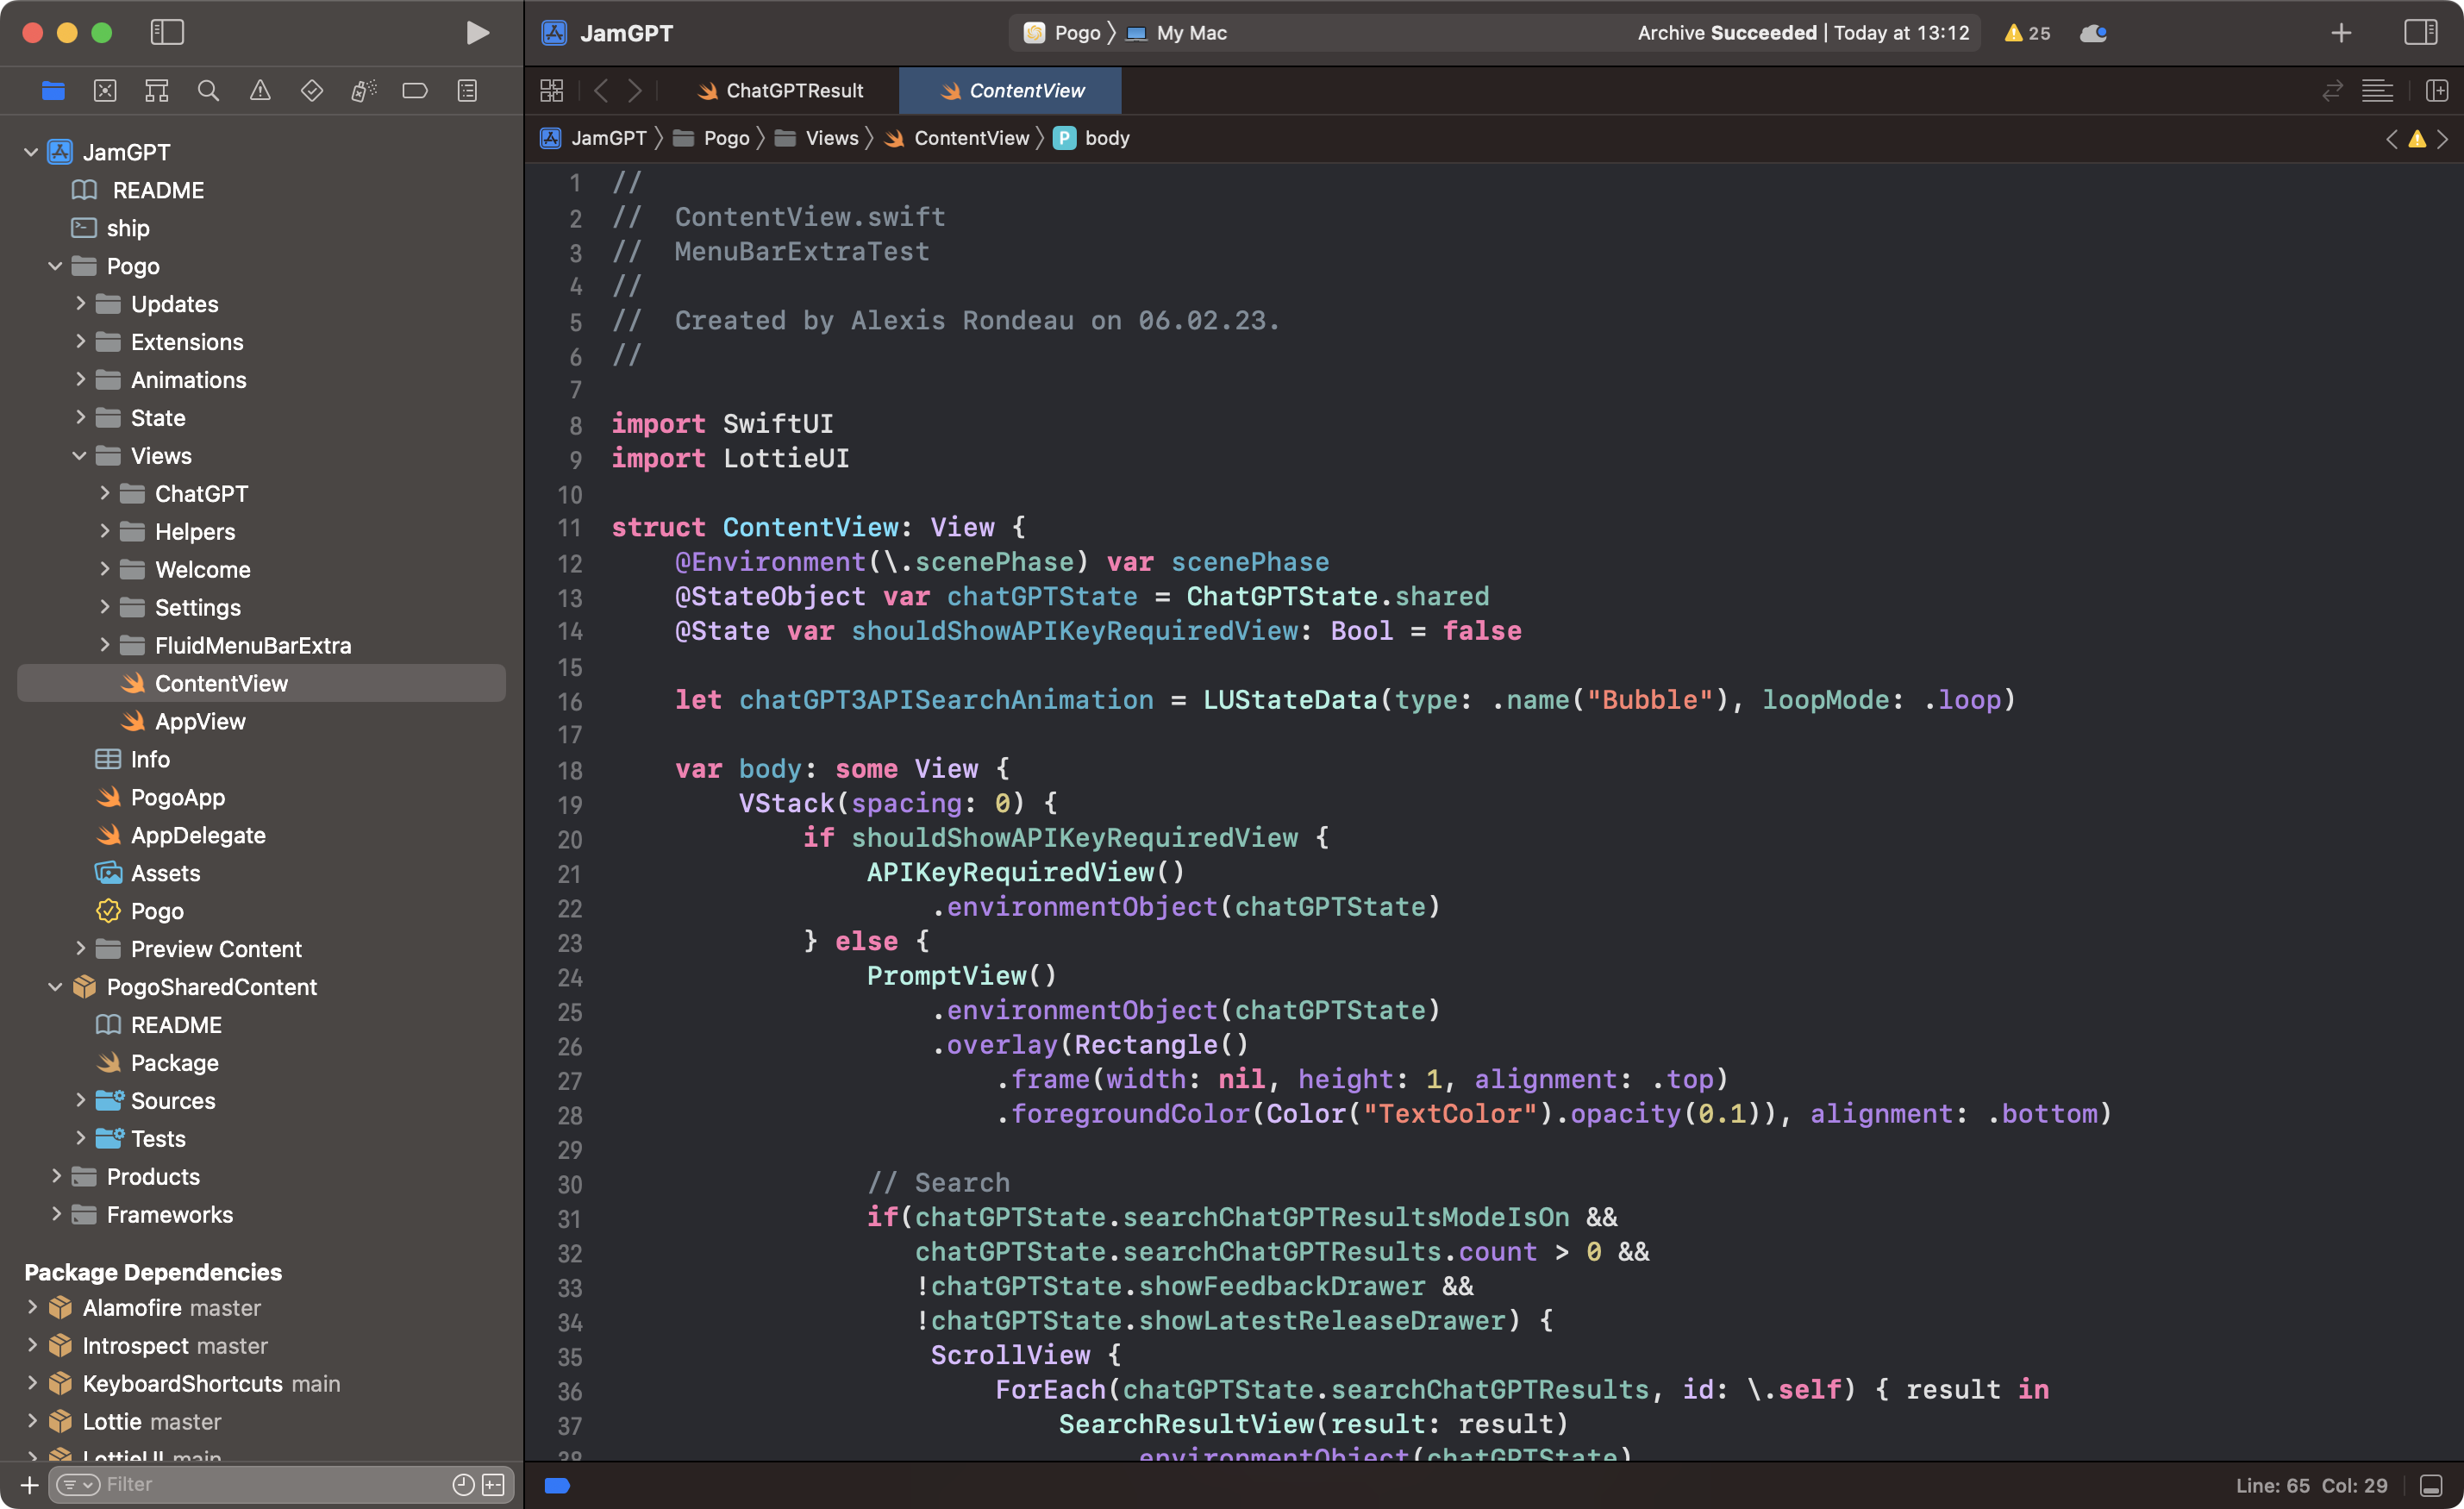 JamGPT
Pogo
My Mac
Archive Succeeded | Today at 13:12
25
ChatGPTResult
ContentView
JamGPT
Pogo
Views
ContentView
P
body
JamGPT
README
ship
Pogo
Updates
Extensions
Animations
State
Views
ChatGPT
Helpers
Welcome
Settings
FluidMenuBarExtra
ContentView
AppView
Info
PogoApp
AppDelegate
Assets
Pogo
Preview Content
PogoSharedContent
README
Package
Sources
Tests
Products
Frameworks
Package Dependencies
Alamofire master
Introspect master
KeyboardShortcuts main
Lottie master
LottieUI main
Filter
1 //
2 //  ContentView.swift
3 //  MenuBarExtraTest
4 //
5 //  Created by Alexis Rondeau on 06.02.23.
6 //
7
8 import SwiftUI
9 import LottieUI
10
11 struct ContentView: View {
12     @Environment(\.scenePhase) var scenePhase
13     @StateObject var chatGPTState = ChatGPTState.shared
14     @State var shouldShowAPIKeyRequiredView: Bool = false
15
16     let chatGPT3APISearchAnimation = LUStateData(type: .name("Bubble"), loopMode: .loop)
17
18     var body: some View {
19         VStack(spacing: 0) {
20             if shouldShowAPIKeyRequiredView {
21                 APIKeyRequiredView()
22                     .environmentObject(chatGPTState)
23             } else {
24                 PromptView()
25                     .environmentObject(chatGPTState)
26                     .overlay(Rectangle()
27                         .frame(width: nil, height: 1, alignment: .top)
28                         .foregroundColor(Color("TextColor").opacity(0.1)), alignment: .bottom)
29
30                 // Search
31                 if(chatGPTState.searchChatGPTResultsModeIsOn &&
32                    chatGPTState.searchChatGPTResults.count > 0 &&
33                    !chatGPTState.showFeedbackDrawer &&
34                    !chatGPTState.showLatestReleaseDrawer) {
35                     ScrollView {
36                         ForEach(chatGPTState.searchChatGPTResults, id: \.self) { result in
37                             SearchResultView(result: result)
38                                 .environmentObject(chatGPTState)
Line: 65  Col: 29